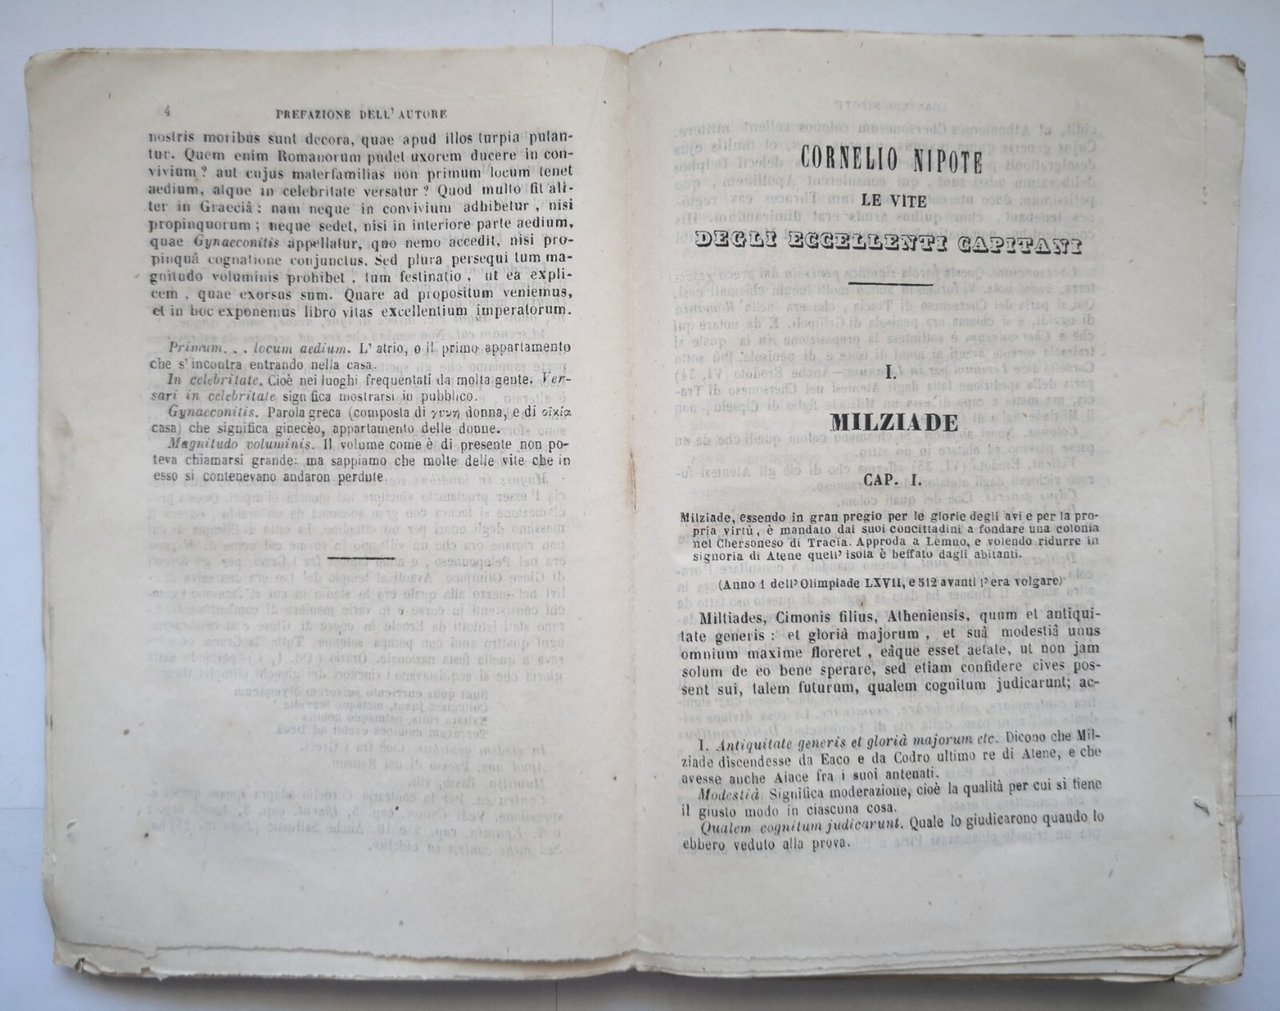 4
PREFAZIONE DELL' AUTORE
nostris moribus sunt decora, quae apud illos turpia putan-
tur. Quem enim Romanorum pudet uxorem ducere in con-
vivium? aut cujus materfamilias non primum locum tenet
aedium, atque in celebritate versatur? Quod multo fit ali-
ter in Graeciâ: nam neque in convivium adhibetur, nisi
propinquorum; neque sedet, nisi in interiore parte aedium,
quae Gynaeconitis appellatur, quo nemo accedit, nisi pro-
pinquâ cognatione conjunctus. Sed plura persequi tum ma-
gnitudo voluminis prohibet, tum festinatio, ut ea expli-
cem, quae exorsus sum. Quare ad propositum veniemus,
et in hoc exponemus libro vitas excellentium imperatorum.
Primum... locum aedium. L' atrio, o il primo appartamento
che s' incontra entrando nella casa.
In celebritate. Cioè nei luoghi frequentati da molta gente. Ver-
sari in celebritate significa mostrarsi in pubblico.
Gynaeconitis. Parola greca (composta di γυνη donna, e di οἰκία
casa) che significa ginecèo, appartamento delle donne.
Magnitudo voluminis. Il volume come è di presente non po-
teva chiamarsi grande: ma sappiamo che molte delle vite che in
esso si contenevano andaron perdute.
CORNELIO NIPOTE
LE VITE
DEGLI ECCELLENTI CAPITANI
I.
MILZIADE
CAP. I.
Milziade, essendo in gran pregio per le glorie degli avi e per la pro-
pria virtù, è mandato dai suoi concittadini a fondare una colonia
nel Chersoneso di Tracia. Approda a Lemno, e volendo ridurre in
signoria di Atene quell' isola è beffato dagli abitanti.
(Anno 1 dell' Olimpiade LXVII, e 512 avanti l' era volgare)
Miltiades, Cimonis filius, Atheniensis, quum et antiqui-
tate generis: et gloriâ majorum, et suâ modestiâ unus
omnium maxime floreret, eâque esset aetate, ut non jam
solum de eo bene sperare, sed etiam confidere cives pos-
sent sui, talem futurum, qualem cognitum judicarunt; ac-
I. Antiquitate generis et gloriâ majorum etc. Dicono che Mil-
ziade discendesse da Eaco e da Codro ultimo re di Atene, e che
avesse anche Aiace fra i suoi antenati.
Modestiâ. Significa moderazione, cioè la qualità per cui si tiene
il giusto modo in ciascuna cosa.
Qualem cognitum judicarunt. Quale lo giudicarono quando lo
ebbero veduto alla prova.